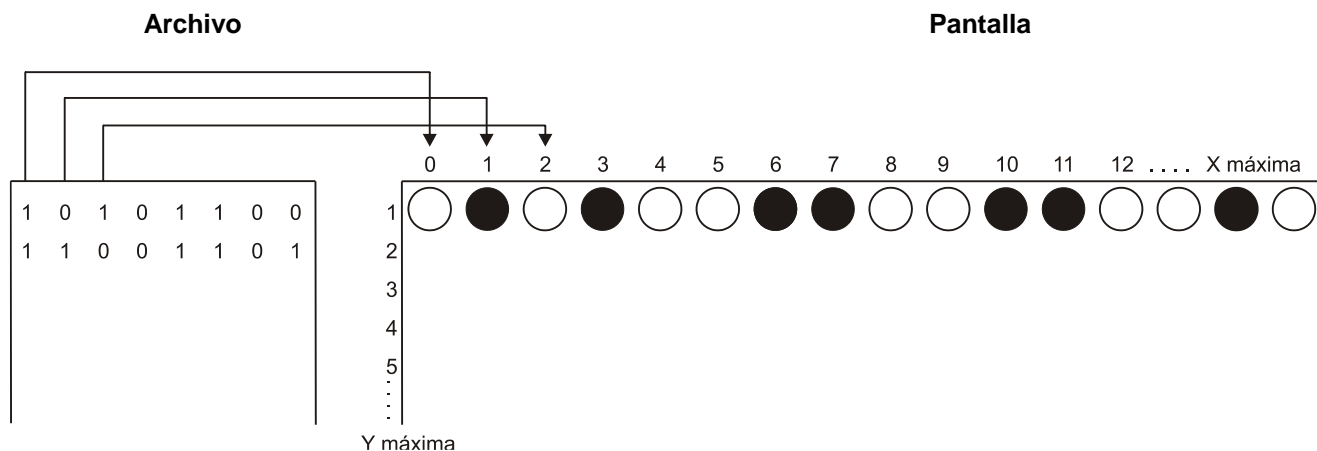 Archivo
Pantalla
0 1 2 3 4 5 6 7 8 9 10 11 12 .... X máxima
1 0 1 0 1 1 0 0
1 1 0 0 1 1 0 1
1
2
3
4
5
Y máxima